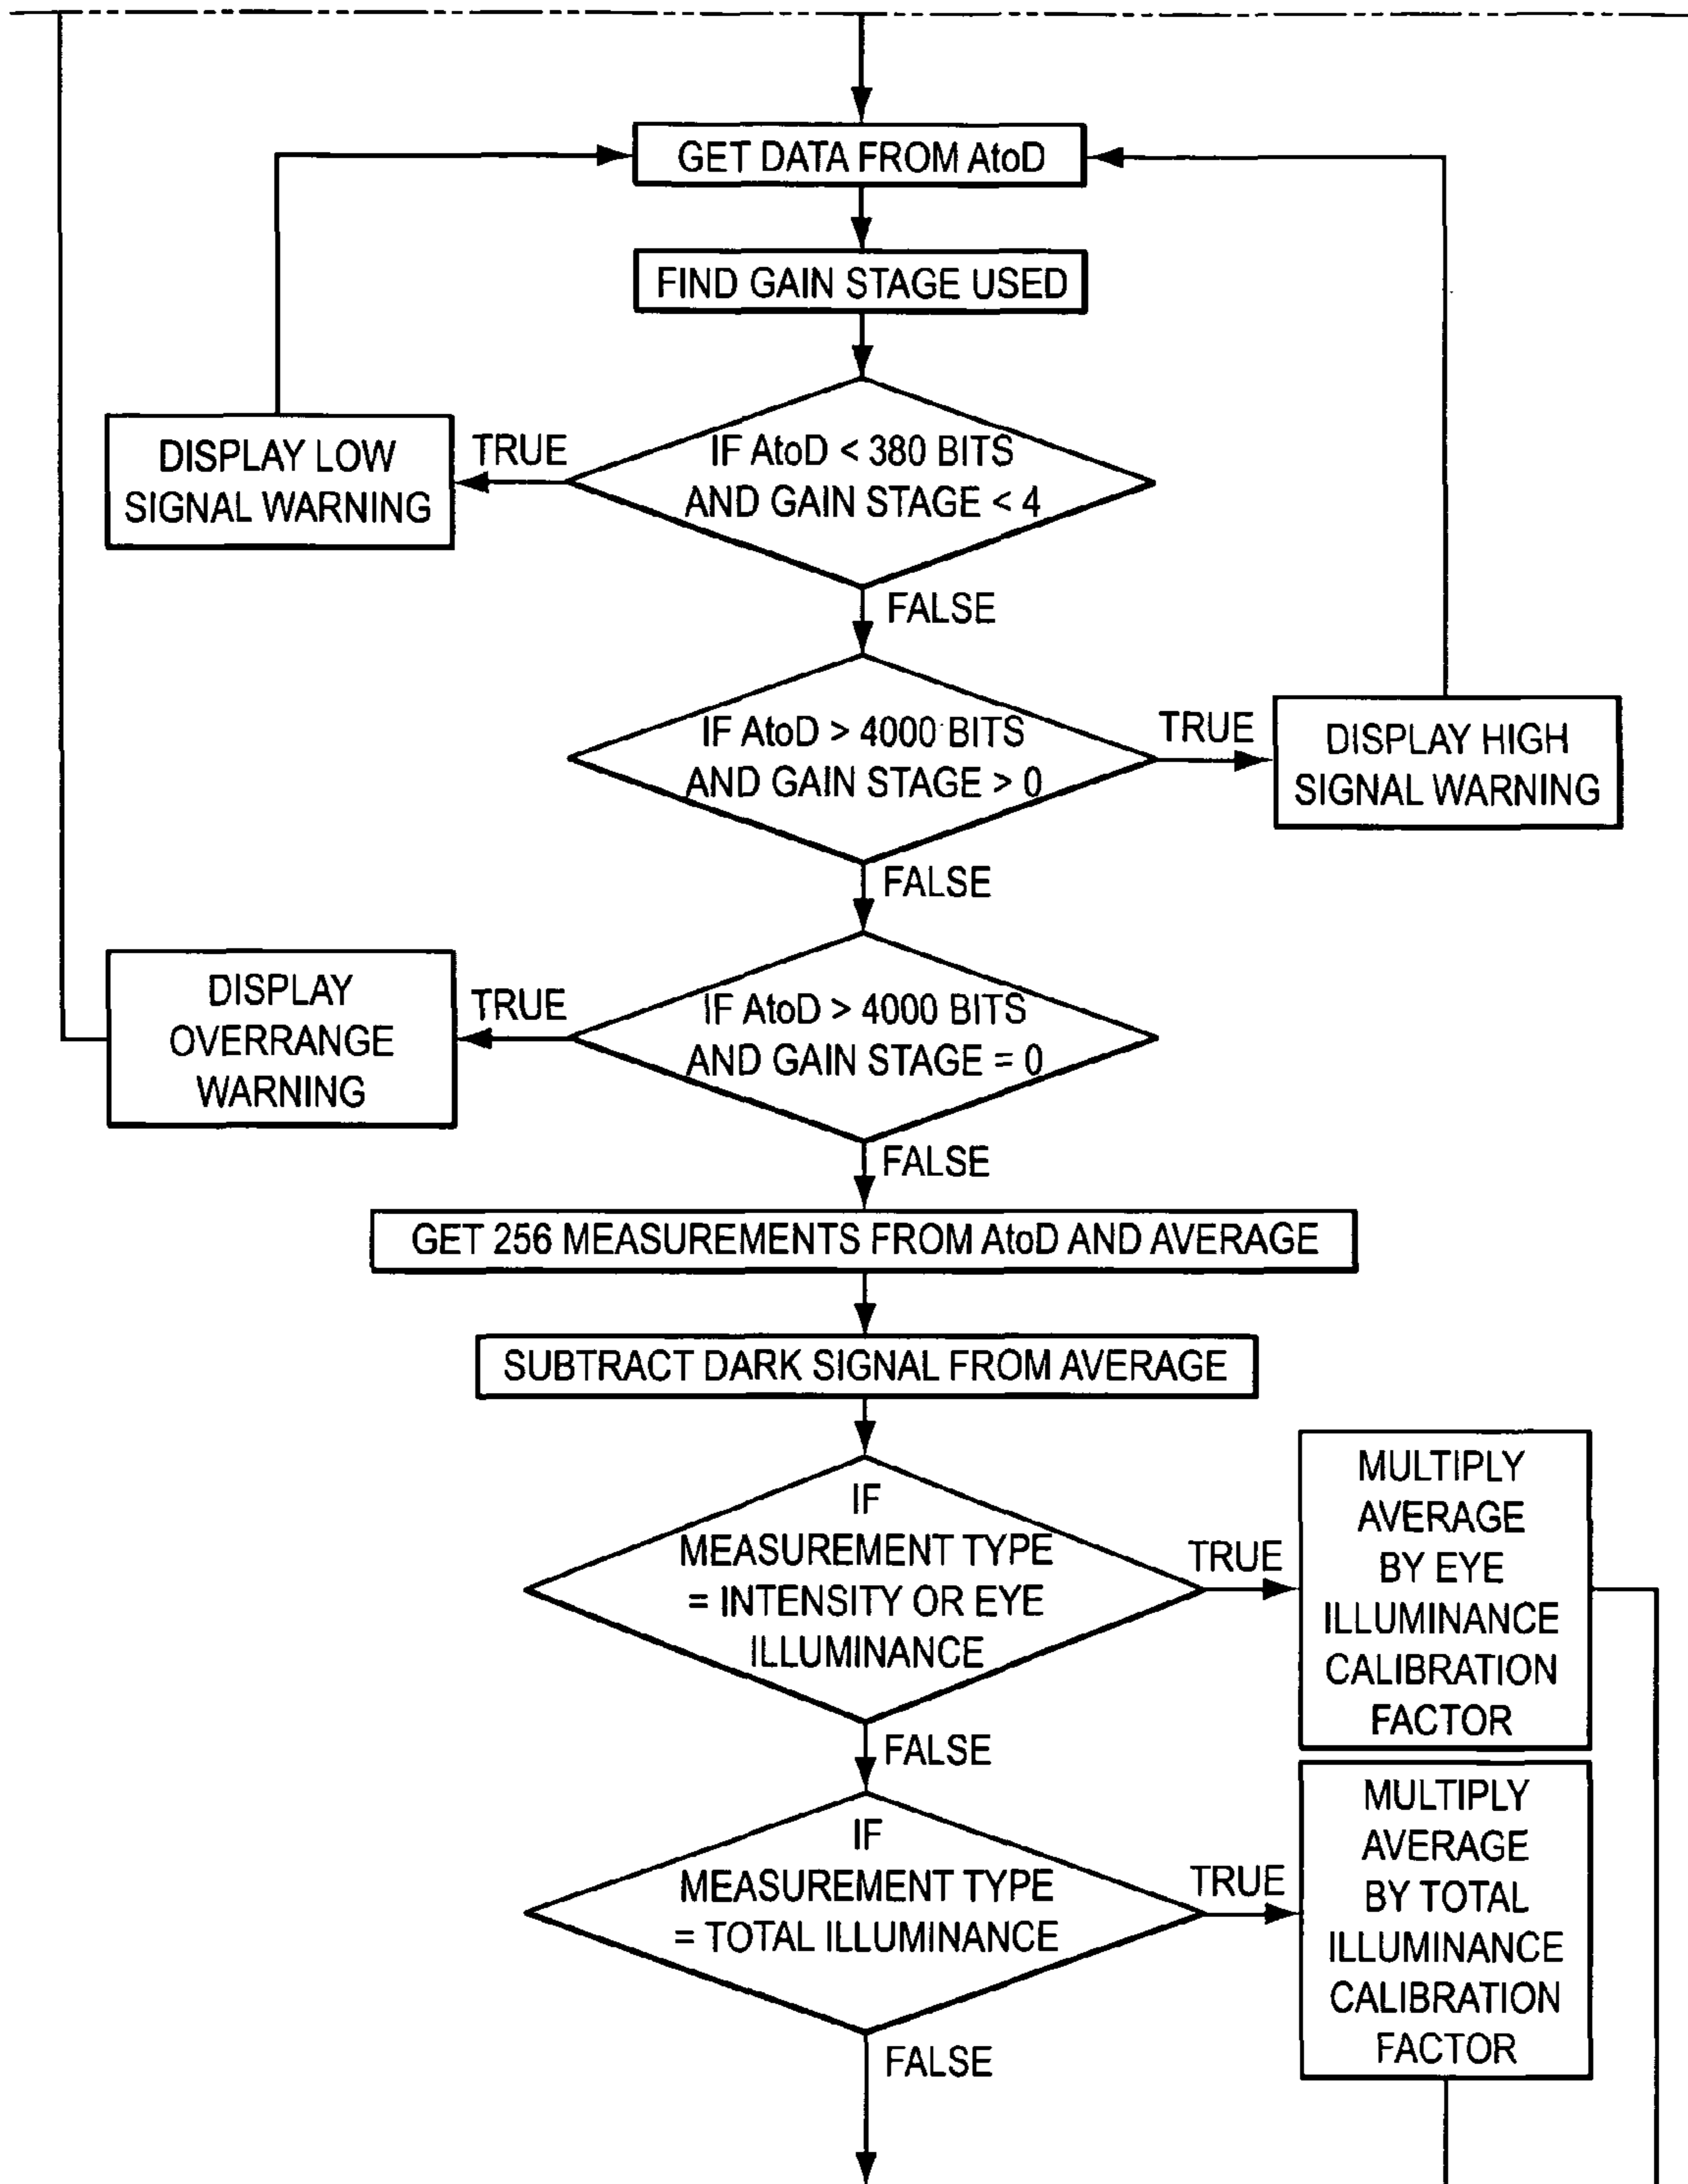 GET DATA FROM AtoD
FIND GAIN STAGE USED
IF AtoD < 380 BITS
AND GAIN STAGE < 4
TRUE
DISPLAY LOW
SIGNAL WARNING
FALSE
IF AtoD > 4000 BITS
AND GAIN STAGE > 0
TRUE
DISPLAY HIGH
SIGNAL WARNING
FALSE
IF AtoD > 4000 BITS
AND GAIN STAGE = 0
TRUE
DISPLAY
OVERRANGE
WARNING
FALSE
GET 256 MEASUREMENTS FROM AtoD AND AVERAGE
SUBTRACT DARK SIGNAL FROM AVERAGE
IF
MEASUREMENT TYPE
= INTENSITY OR EYE
ILLUMINANCE
TRUE
MULTIPLY
AVERAGE
BY EYE
ILLUMINANCE
CALIBRATION
FACTOR
FALSE
IF
MEASUREMENT TYPE
= TOTAL ILLUMINANCE
TRUE
MULTIPLY
AVERAGE
BY TOTAL
ILLUMINANCE
CALIBRATION
FACTOR
FALSE